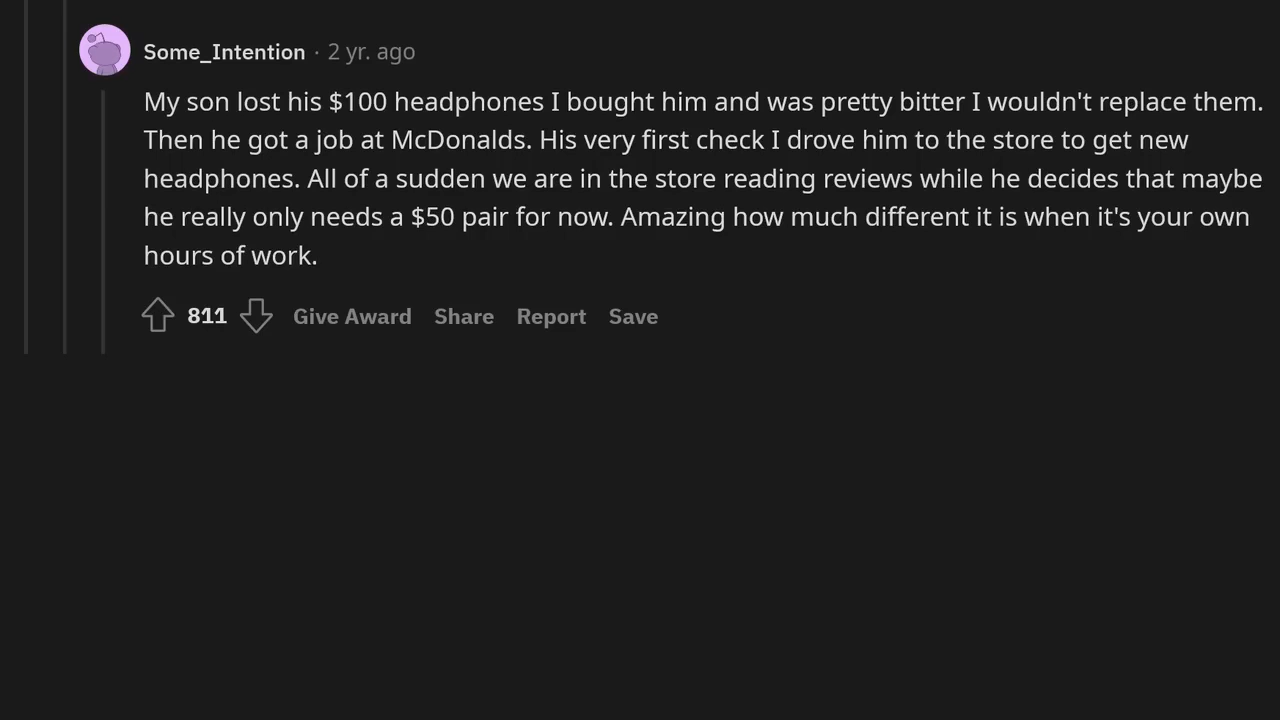 Some_Intention · 2 yr. ago
My son lost his $100 headphones I bought him and was pretty bitter I wouldn't replace them.
Then he got a job at McDonalds. His very first check I drove him to the store to get new
headphones. All of a sudden we are in the store reading reviews while he decides that maybe
he really only needs a $50 pair for now. Amazing how much different it is when it's your own
hours of work.
811 Give Award Share Report Save